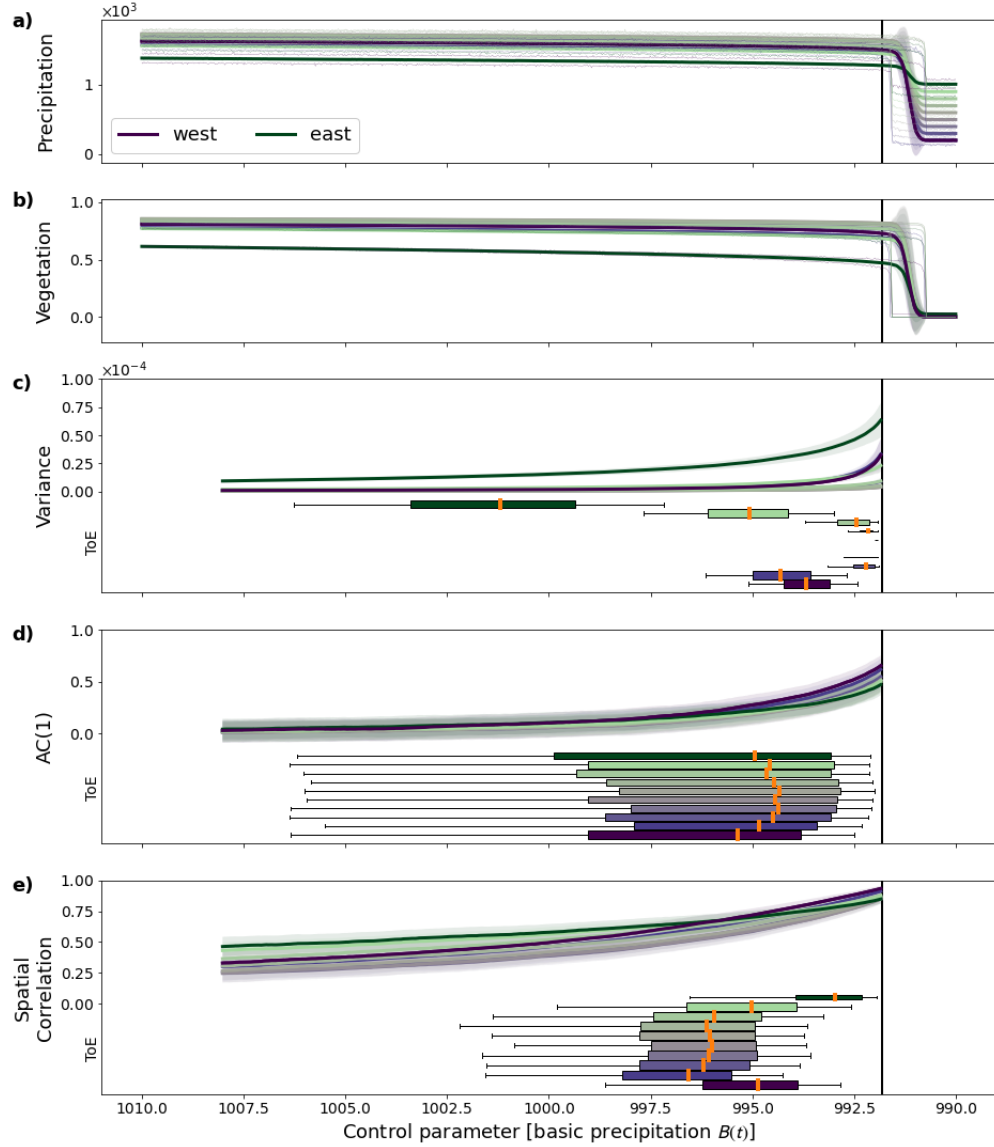 a)
×10³
Precipitation
1
0
west
east
b)
Vegetation
1.0
0.5
0.0
c)
×10⁻⁴
Variance
1.00
0.75
0.50
0.25
0.00
ToE
d)
AC(1)
1.0
0.5
0.0
ToE
e)
Spatial
Correlation
1.00
0.75
0.50
0.25
0.00
ToE
1010.0 1007.5 1005.0 1002.5 1000.0 997.5 995.0 992.5 990.0
Control parameter [basic precipitation B(t)]